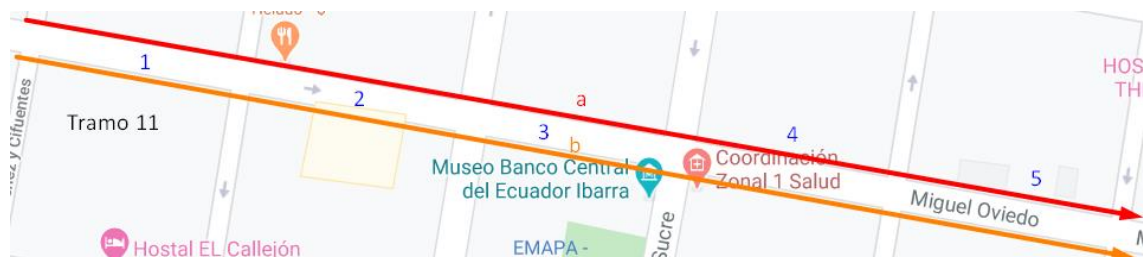 1
2
a
3
b
4
5
Tramo 11
Museo Banco Central
del Ecuador Ibarra
Coordinación
Zonal 1 Salud
Miguel Oviedo
HOS
TH
Hostal EL Callejón
EMAPA -
Sucre
y Cifuentes
M